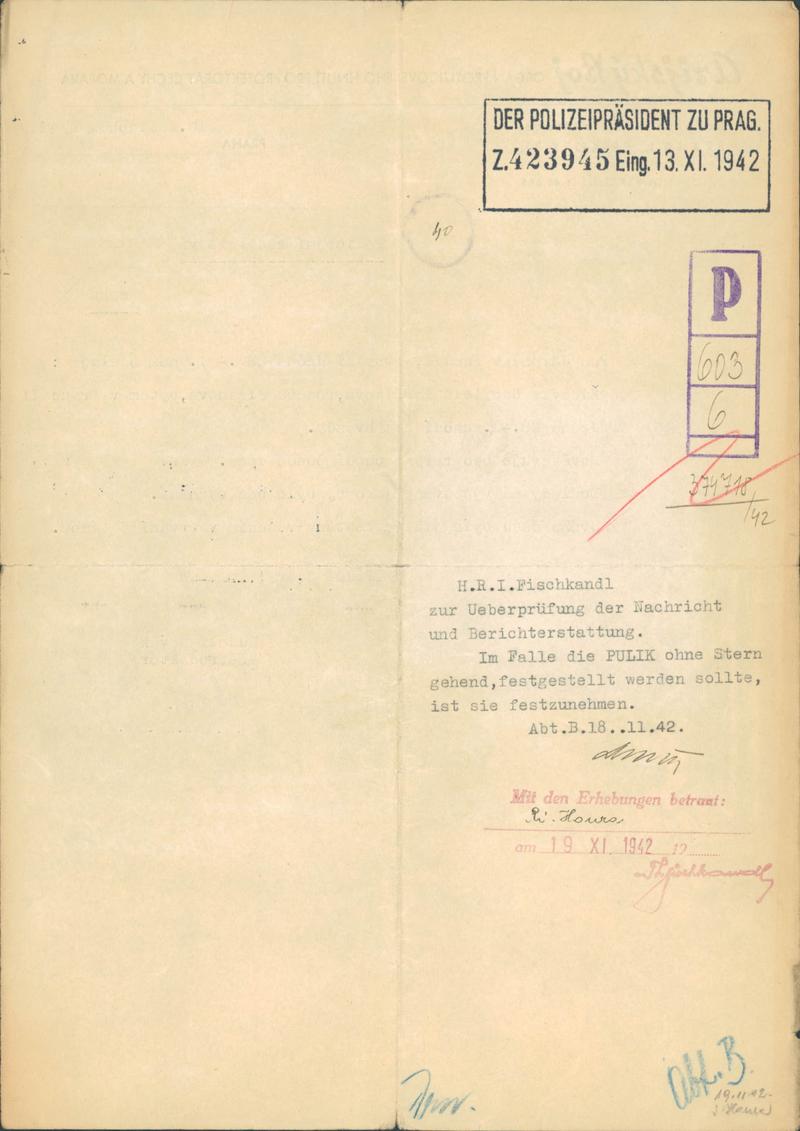 DER POLIZEIPRÄSIDENT ZU PRAG.
Z.423945 Eing.13. XI. 1942
40
P
603
6
374718/42
H.R.I.Fischkandl
zur Ueberprüfung der Nachricht
und Berichterstattung.
Im Falle die PULIK ohne Stern
gehend,festgestellt werden sollte,
ist sie festzunehmen.
Abt.B.18..11.42.
Mit den Erhebungen betraut:
am 19 XI. 1942 19
Abt. B.
19.11.42.